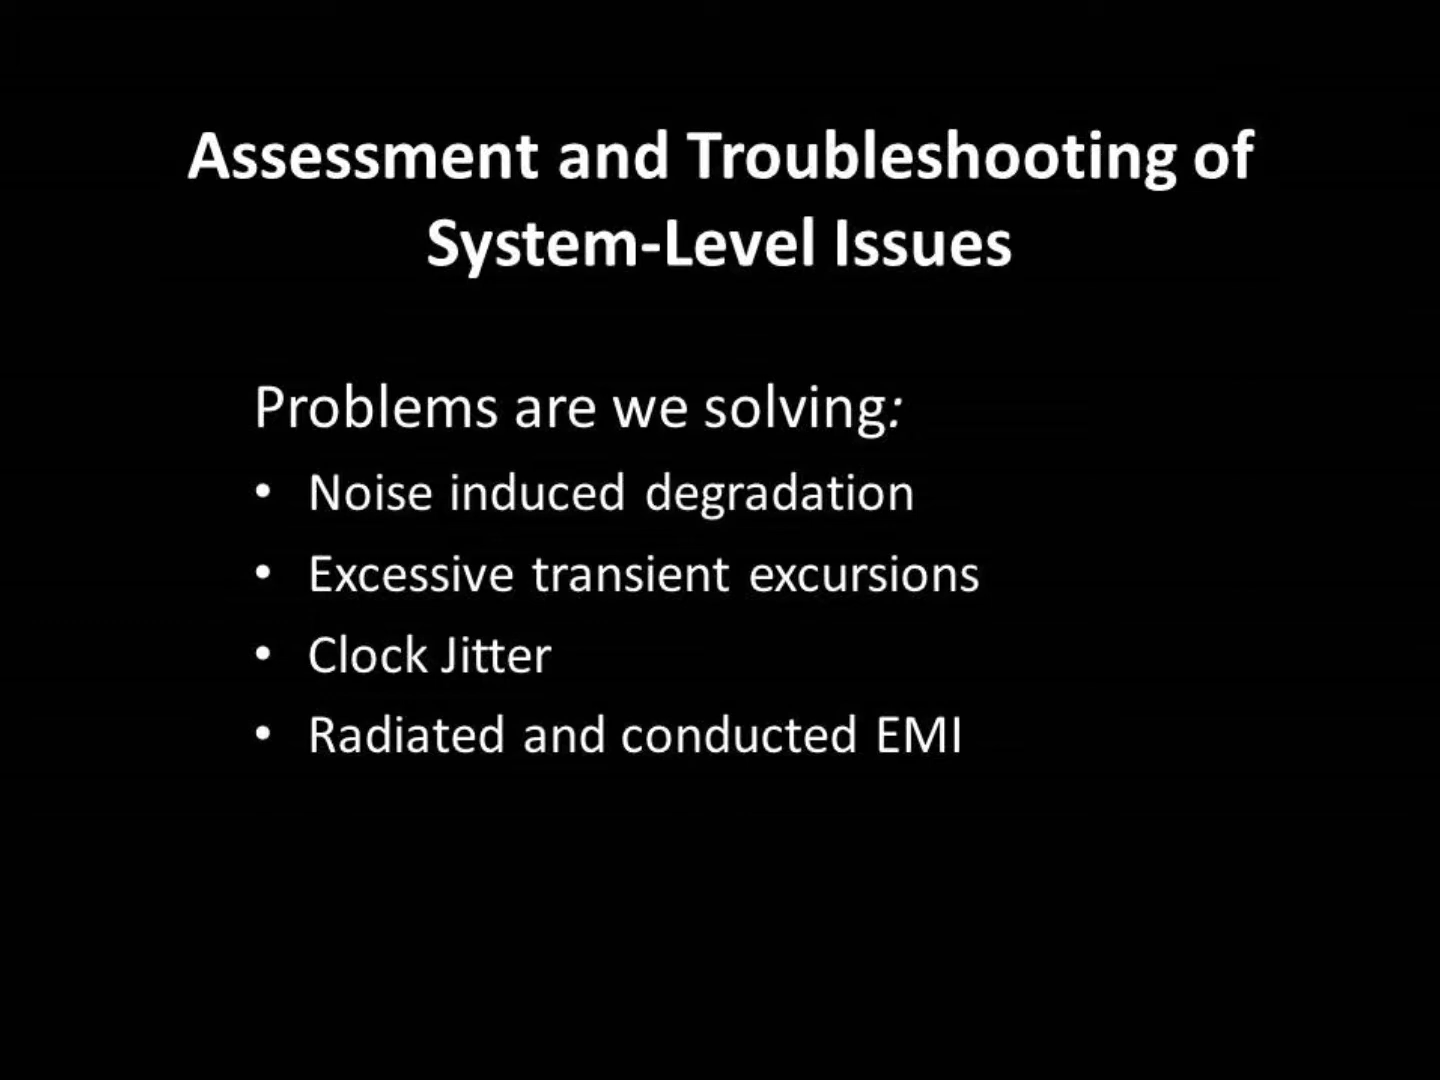 Assessment and Troubleshooting of
System-Level Issues
Problems are we solving:
• Noise induced degradation
• Excessive transient excursions
• Clock Jitter
• Radiated and conducted EMI